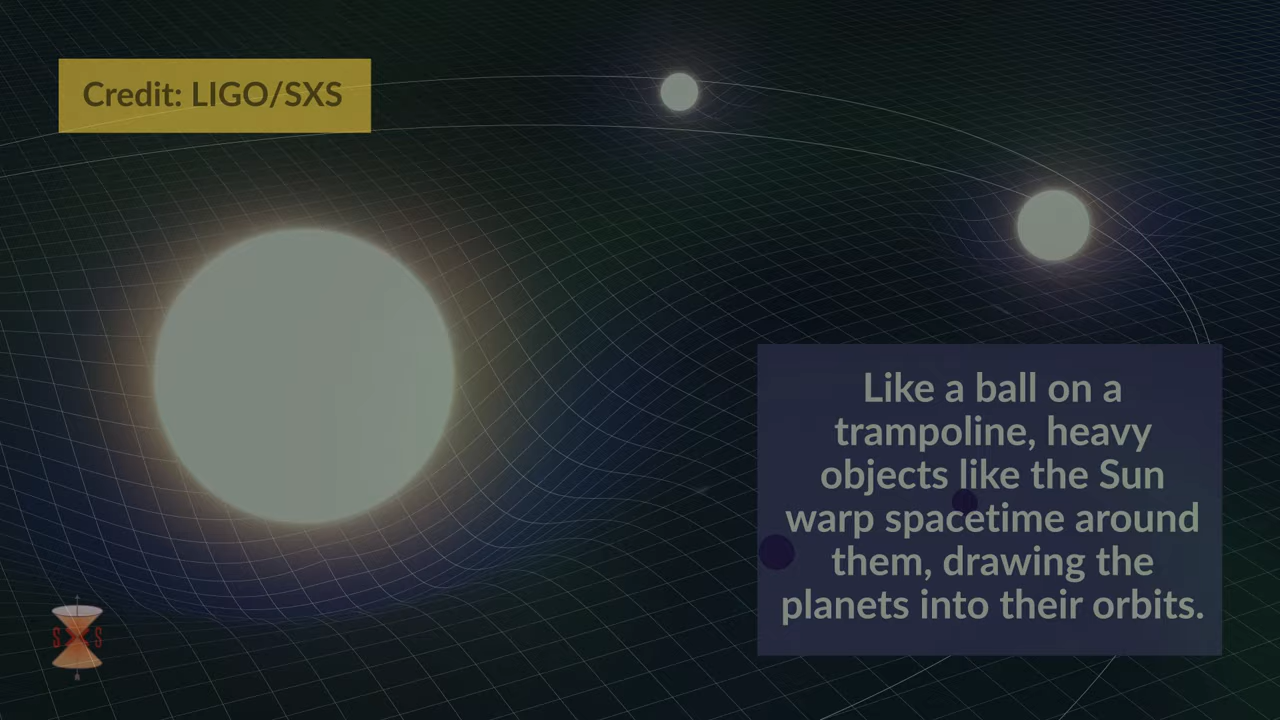 Credit: LIGO/SXS
Like a ball on a
trampoline, heavy
objects like the Sun
warp spacetime around
them, drawing the
planets into their orbits.
SXS